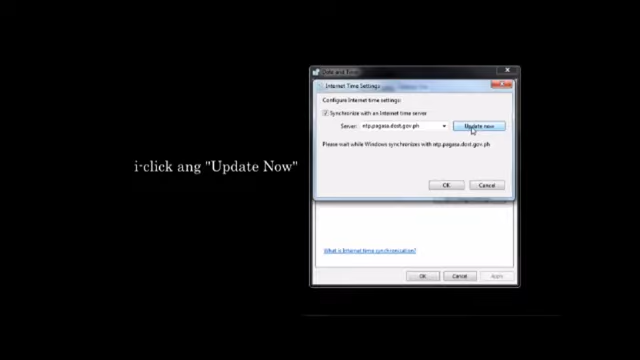 i-click ang "Update Now"
Date and Time
Internet Time Settings
Configure Internet time settings:
Synchronize with an Internet time server
Server: ntp.pagasa.dost.gov.ph
Update now
Please wait while Windows synchronizes with ntp.pagasa.dost.gov.ph
OK Cancel
What is Internet time synchronization?
OK Cancel Apply